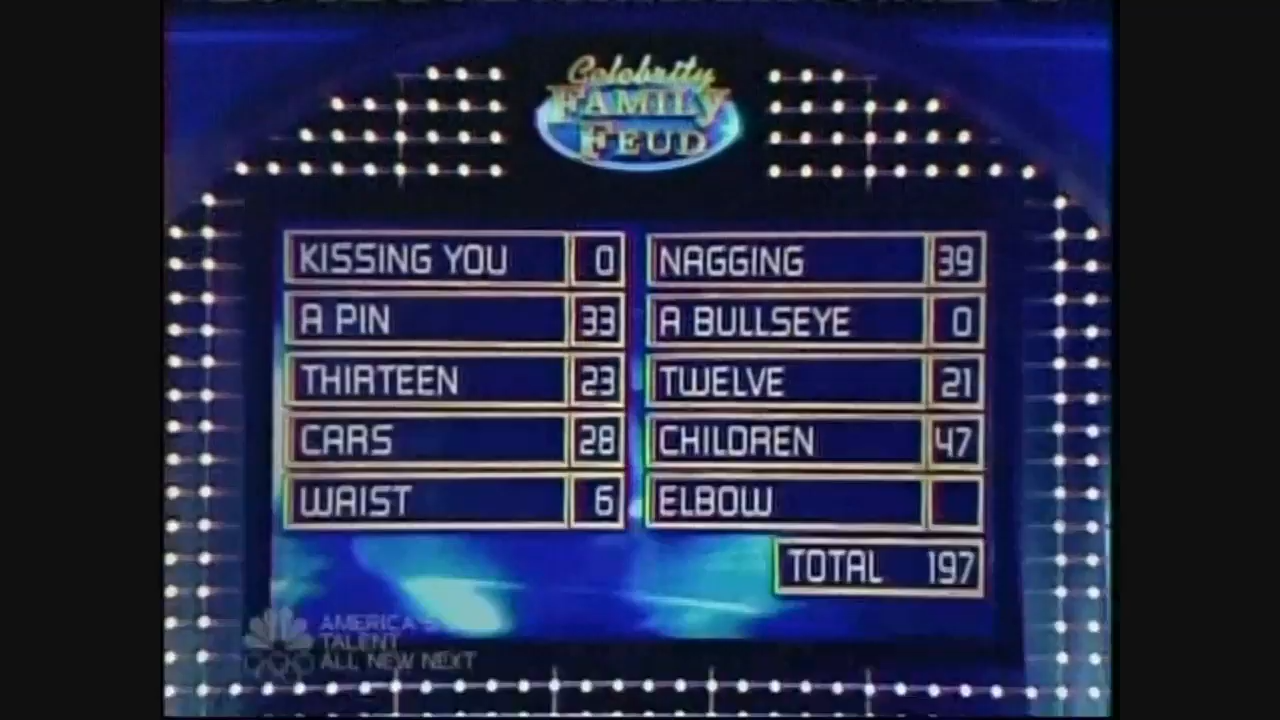 Celebrity
FAMILY
FEUD
KISSING YOU 0
A PIN 33
THIRTEEN 23
CARS 28
WAIST 6
NAGGING 39
A BULLSEYE 0
TWELVE 21
CHILDREN 47
ELBOW
TOTAL 197
AMERICA'S
TALENT
ALL NEW NEXT